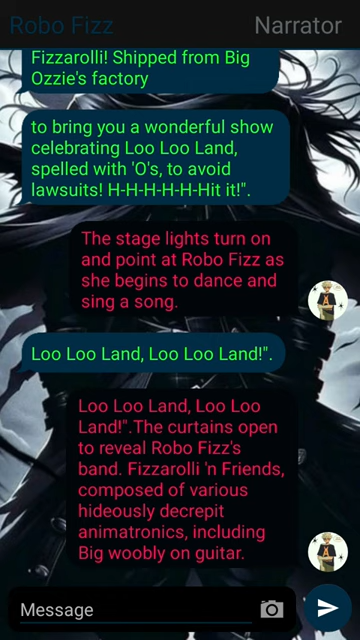 Robo Fizz
Narrator
Fizzarolli! Shipped from Big
Ozzie's factory
to bring you a wonderful show
celebrating Loo Loo Land,
spelled with 'O's, to avoid
lawsuits! H-H-H-H-H-Hit it!".
The stage lights turn on
and point at Robo Fizz as
she begins to dance and
sing a song.
Loo Loo Land, Loo Loo Land!".
Loo Loo Land, Loo Loo
Land!".The curtains open
to reveal Robo Fizz's
band. Fizzarolli 'n Friends,
composed of various
hideously decrepit
animatronics, including
Big woobly on guitar.
Message